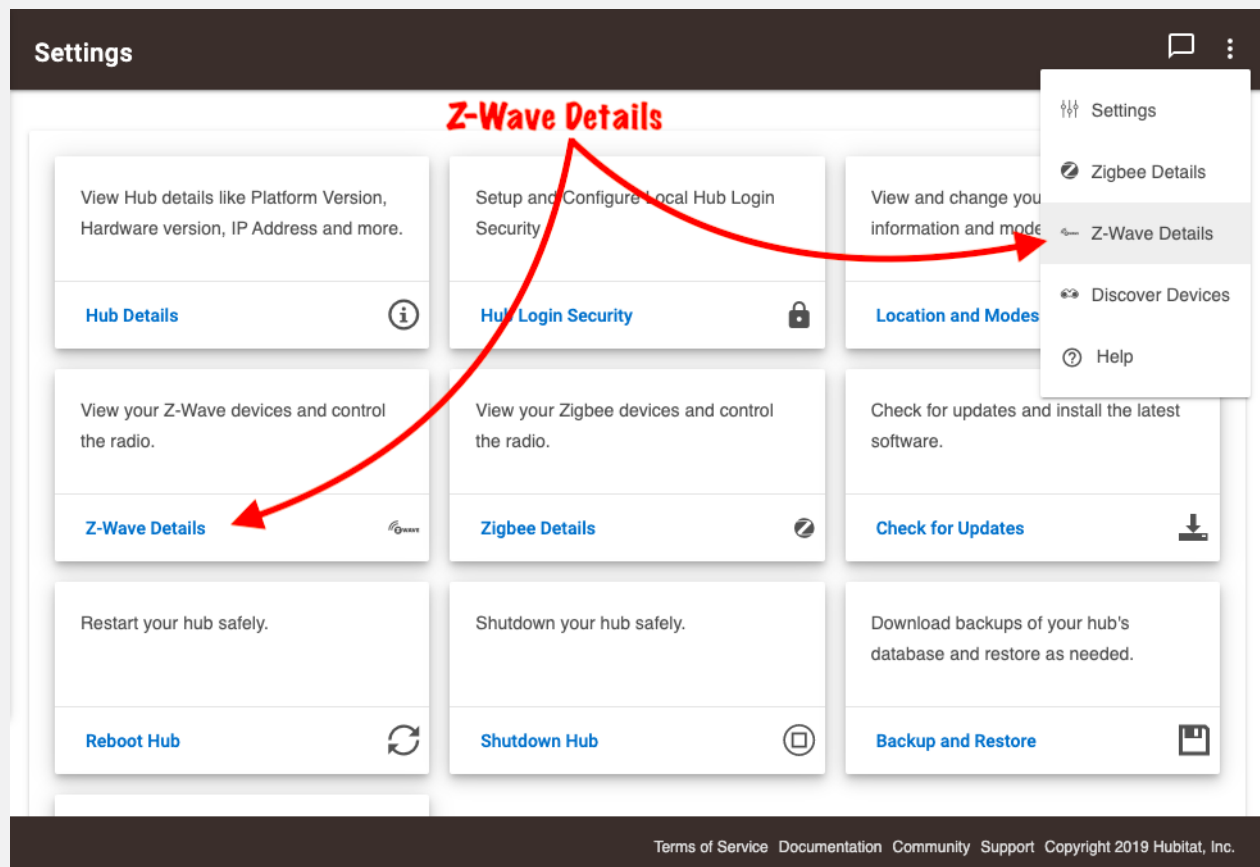 Settings
Z-Wave Details
Settings
Zigbee Details
Z-Wave Details
Discover Devices
Help
View Hub details like Platform Version,
Hardware version, IP Address and more.
Hub Details
Setup and Configure Local Hub Login
Security
Hub Login Security
View and change you
information and mode
Location and Modes
View your Z-Wave devices and control
the radio.
Z-Wave Details
Z WAVE
View your Zigbee devices and control
the radio.
Zigbee Details
Check for updates and install the latest
software.
Check for Updates
Restart your hub safely.
Reboot Hub
Shutdown your hub safely.
Shutdown Hub
Download backups of your hub's
database and restore as needed.
Backup and Restore
Terms of Service Documentation Community Support Copyright 2019 Hubitat, Inc.